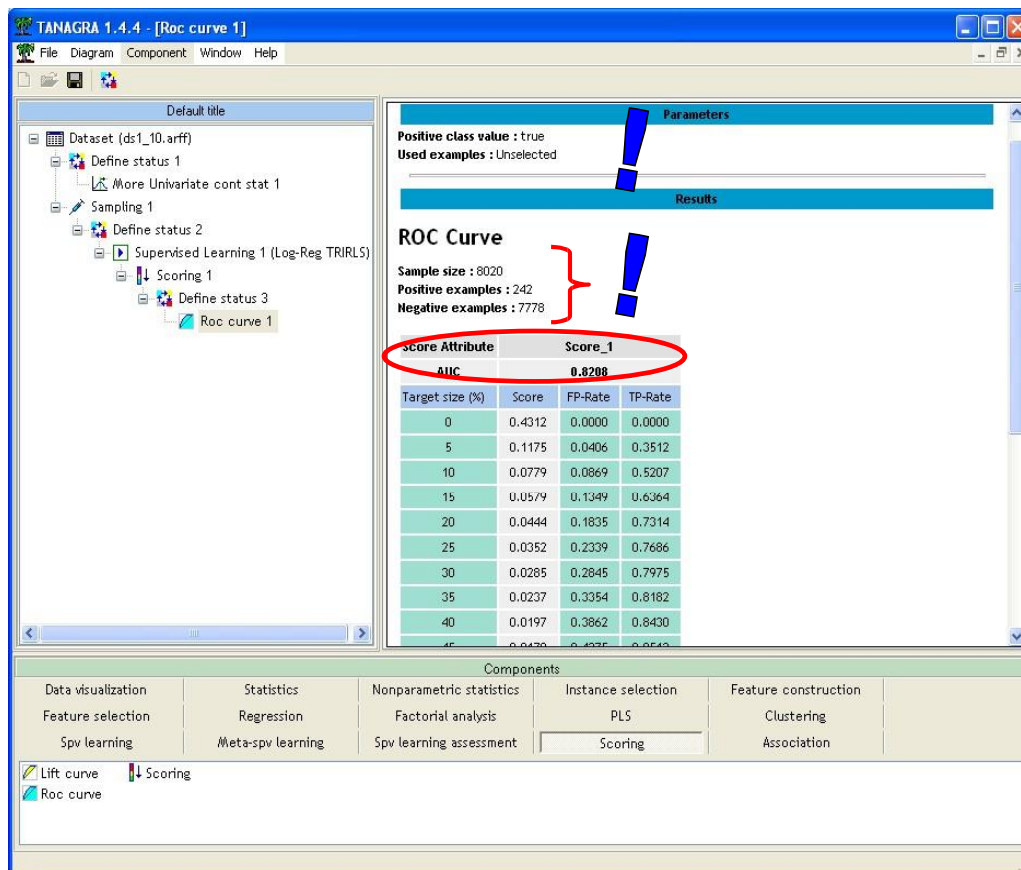 TANAGRA 1.4.4 - [Roc curve 1]
File Diagram Component Window Help
Default title
Dataset (ds1_10.arff)
Define status 1
More Univariate cont stat 1
Sampling 1
Define status 2
Supervised Learning 1 (Log-Reg TRIRLS)
Scoring 1
Define status 3
Roc curve 1
Parameters
Positive class value : true
Used examples : Unselected
!
Results
ROC Curve
Sample size : 8020
Positive examples : 242
Negative examples : 7778
!
Score Attribute Score_1
AUC 0.8208
Target size (%) Score FP-Rate TP-Rate
0 0.4312 0.0000 0.0000
5 0.1175 0.0406 0.3512
10 0.0779 0.0869 0.5207
15 0.0579 0.1349 0.6364
20 0.0444 0.1835 0.7314
25 0.0352 0.2339 0.7686
30 0.0285 0.2845 0.7975
35 0.0237 0.3354 0.8182
40 0.0197 0.3862 0.8430
Components
Data visualization Statistics Nonparametric statistics Instance selection Feature construction
Feature selection Regression Factorial analysis PLS Clustering
Spv learning Meta-spv learning Spv learning assessment Scoring Association
Lift curve Scoring
Roc curve